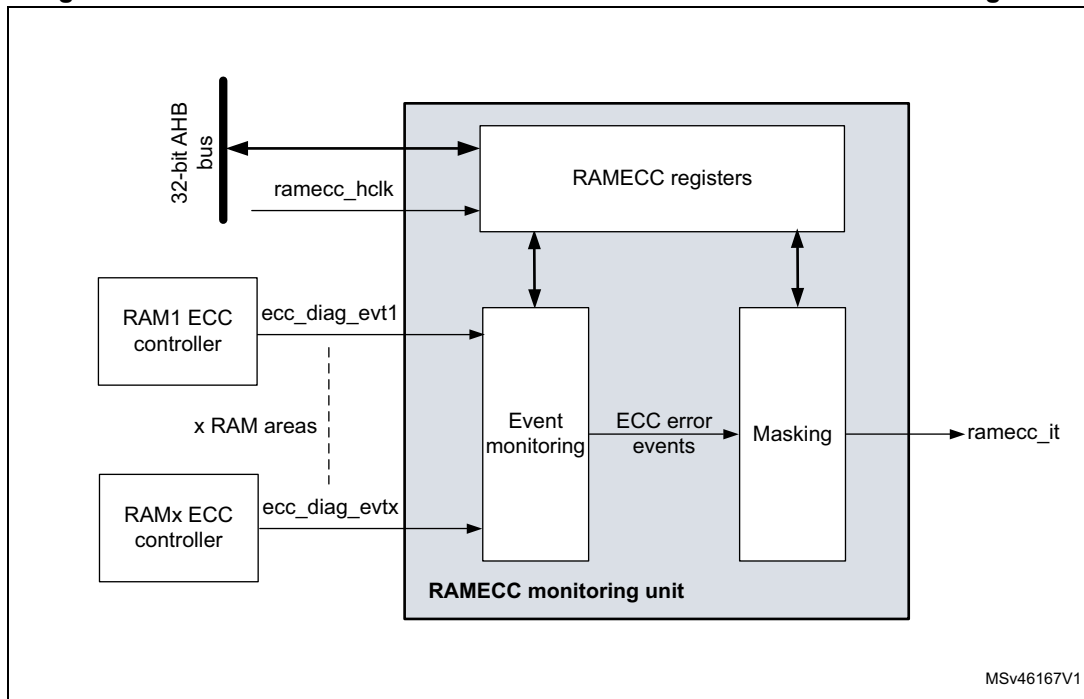 32-bit AHB
bus
RAMECC registers
ramecc_hclk
RAM1 ECC
controller
ecc_diag_evt1
x RAM areas
Event
monitoring
ECC error
events
Masking
ramecc_it
RAMx ECC
controller
ecc_diag_evtx
RAMECC monitoring unit
MSv46167V1